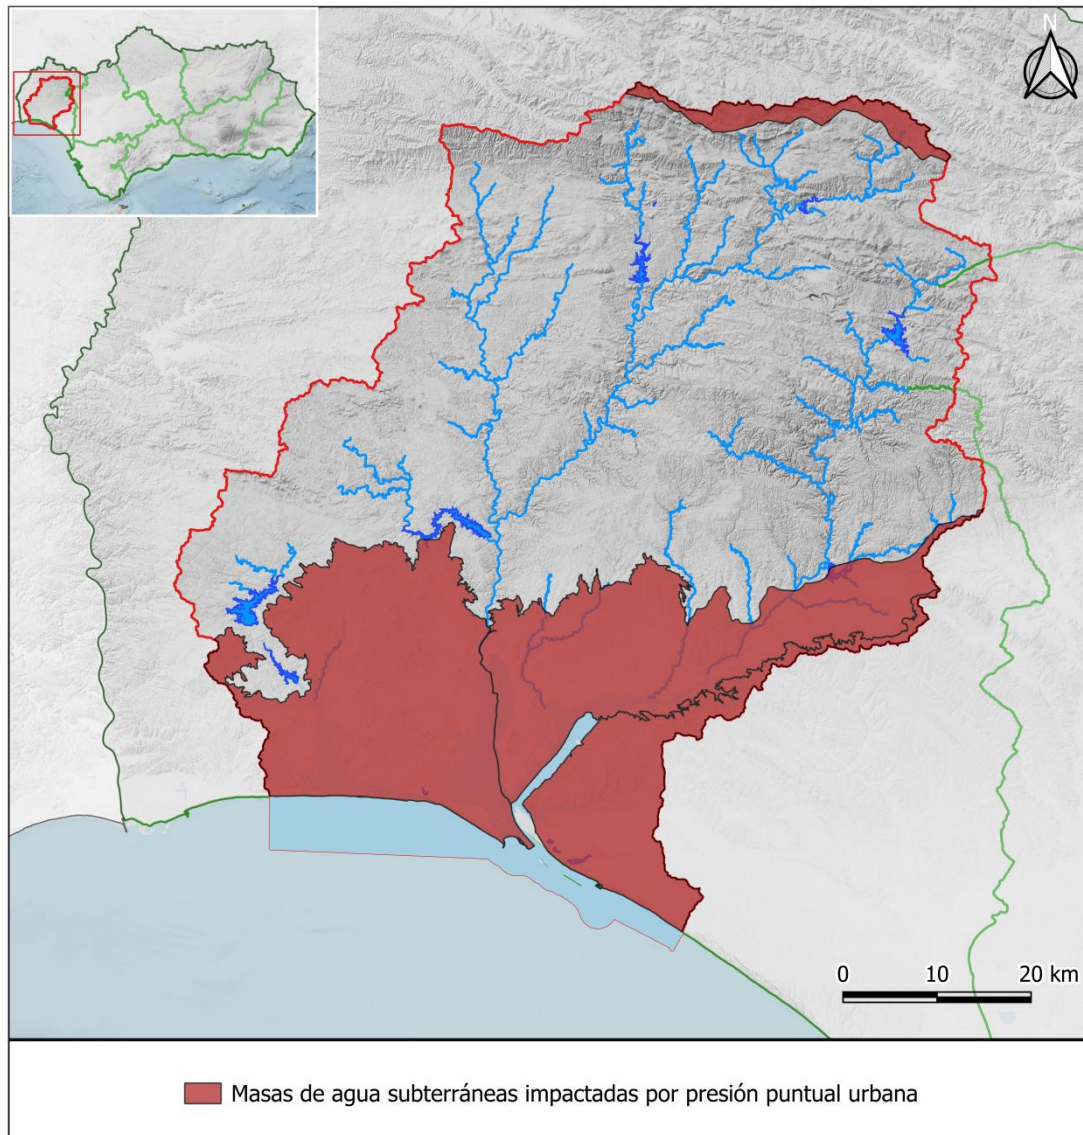 N
0 10 20 km
Masas de agua subterráneas impactadas por presión puntual urbana